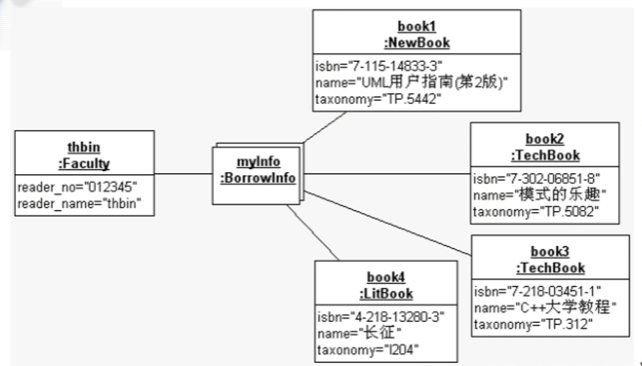 book1
:NewBook
isbn="7-115-14833-3"
name="UML用户指南(第2版)"
taxonomy="TP.5442"
thbin
:Faculty
reader_no="012345"
reader_name="thbin"
myInfo
:BorrowInfo
book2
:TechBook
isbn="7-302-06851-8"
name="模式的乐趣"
taxonomy="TP.5082"
book3
:TechBook
isbn="7-218-03451-1"
name="C++大学教程"
taxonomy="TP.312"
book4
:LitBook
isbn="4-218-13280-3"
name="长征"
taxonomy="I204"